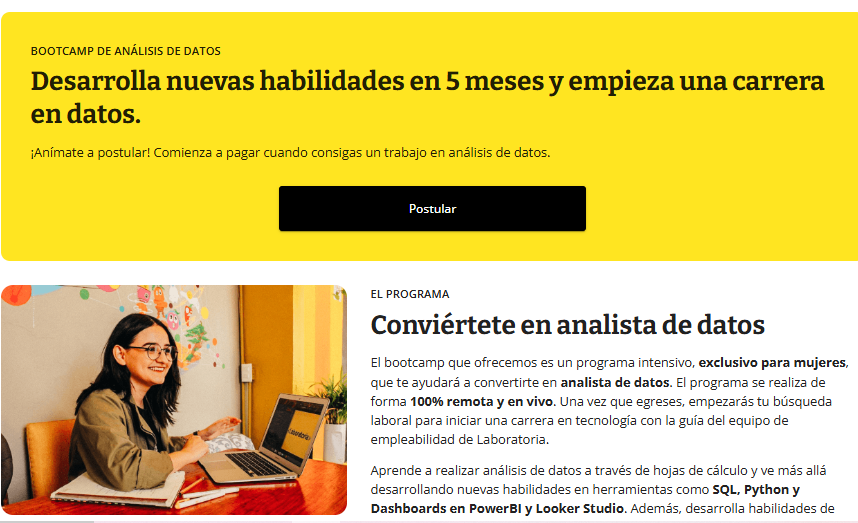 BOOTCAMP DE ANÁLISIS DE DATOS
Desarrolla nuevas habilidades en 5 meses y empieza una carrera
en datos.
¡Anímate a postular! Comienza a pagar cuando consigas un trabajo en análisis de datos.
Postular
EL PROGRAMA
Conviértete en analista de datos
El bootcamp que ofrecemos es un programa intensivo, exclusivo para mujeres,
que te ayudará a convertirte en analista de datos. El programa se realiza de
forma 100% remota y en vivo. Una vez que egreses, empezarás tu búsqueda
laboral para iniciar una carrera en tecnología con la guía del equipo de
empleabilidad de Laboratoria.
Aprende a realizar análisis de datos a través de hojas de cálculo y ve más allá
desarrollando nuevas habilidades en herramientas como SQL, Python y
Dashboards en PowerBI y Looker Studio. Además, desarrolla habilidades de